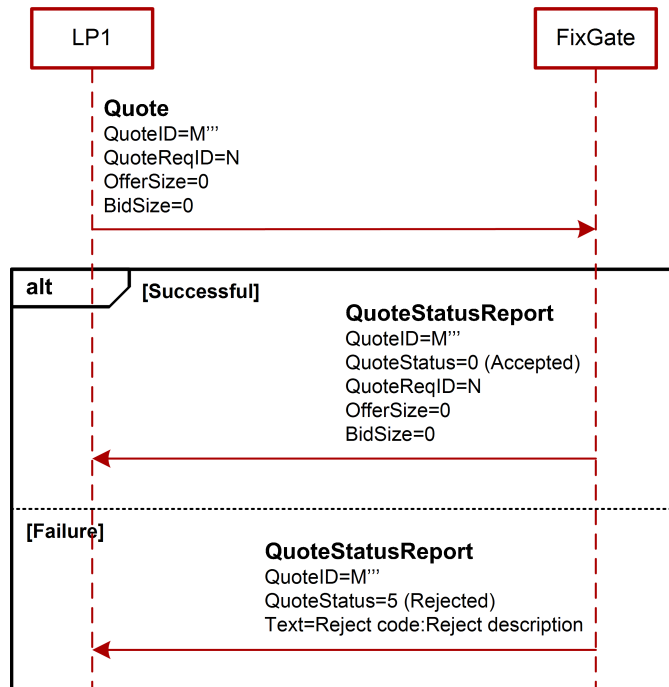 LP1
FixGate
Quote
QuoteID=M’’’
QuoteReqID=N
OfferSize=0
BidSize=0
alt
[Successful]
QuoteStatusReport
QuoteID=M’’’
QuoteStatus=0 (Accepted)
QuoteReqID=N
OfferSize=0
BidSize=0
[Failure]
QuoteStatusReport
QuoteID=M’’’
QuoteStatus=5 (Rejected)
Text=Reject code:Reject description